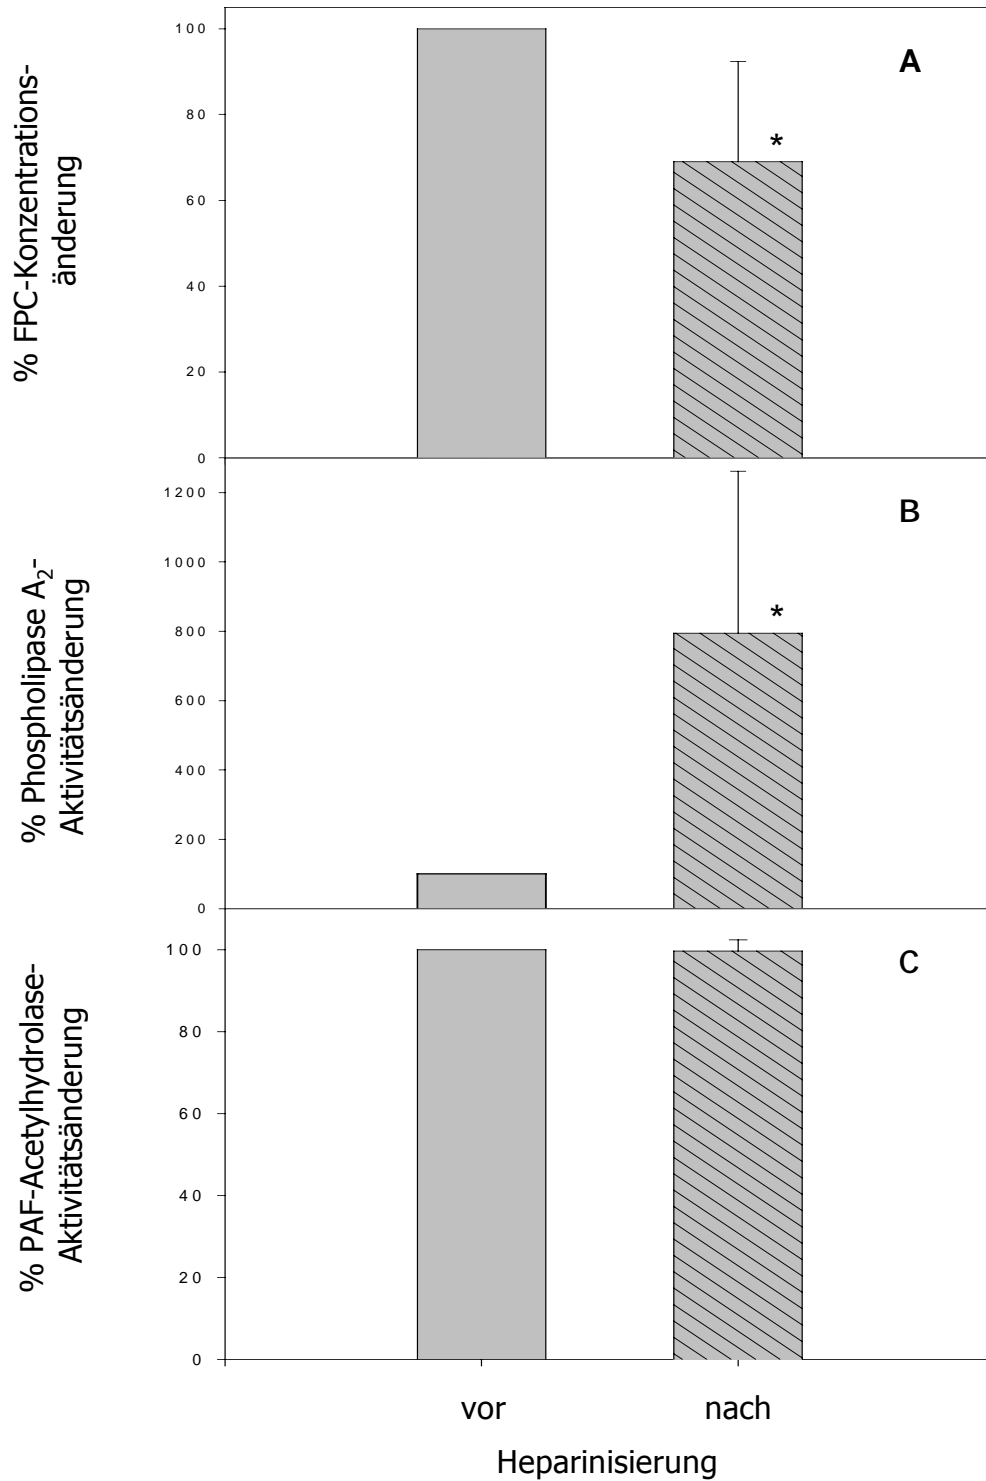 % FPC-Konzentrations-
änderung
100
80
60
40
20
0
A
*
% Phospholipase A₂-
Aktivitätsänderung
1200
1000
800
600
400
200
0
B
*
% PAF-Acetylhydrolase-
Aktivitätsänderung
100
80
60
40
20
0
C
vor nach
Heparinisierung